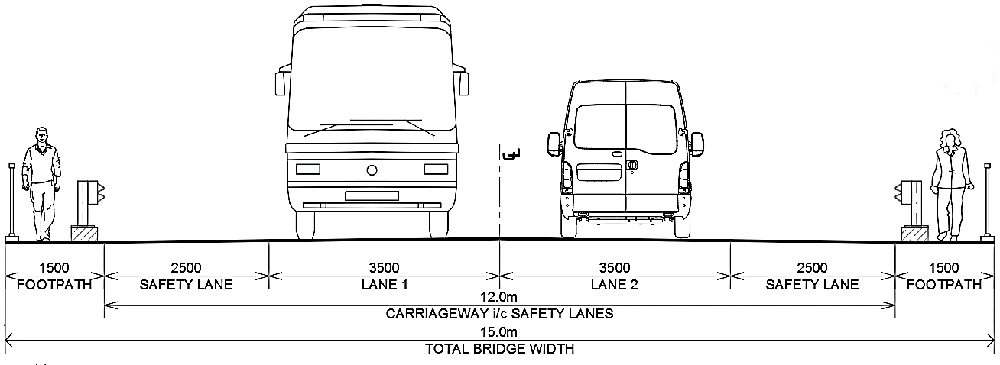 ℄
1500 2500 3500 3500 2500 1500
FOOTPATH SAFETY LANE LANE 1 LANE 2 SAFETY LANE FOOTPATH
12.0m
CARRIAGEWAY i/c SAFETY LANES
15.0m
TOTAL BRIDGE WIDTH